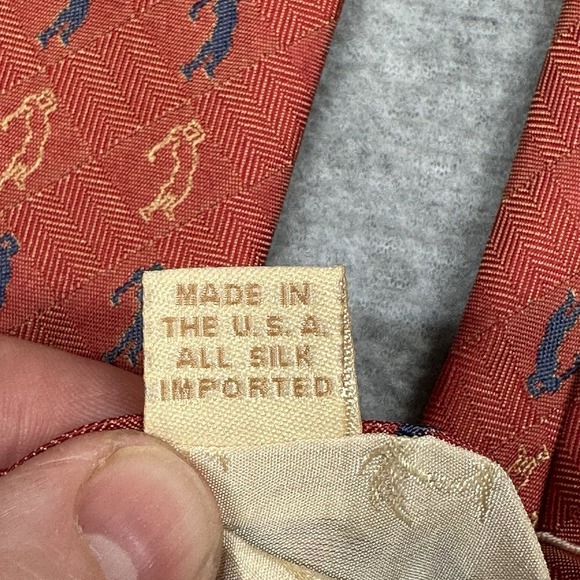 MADE IN
THE U.S.A.
ALL SILK
IMPORTED